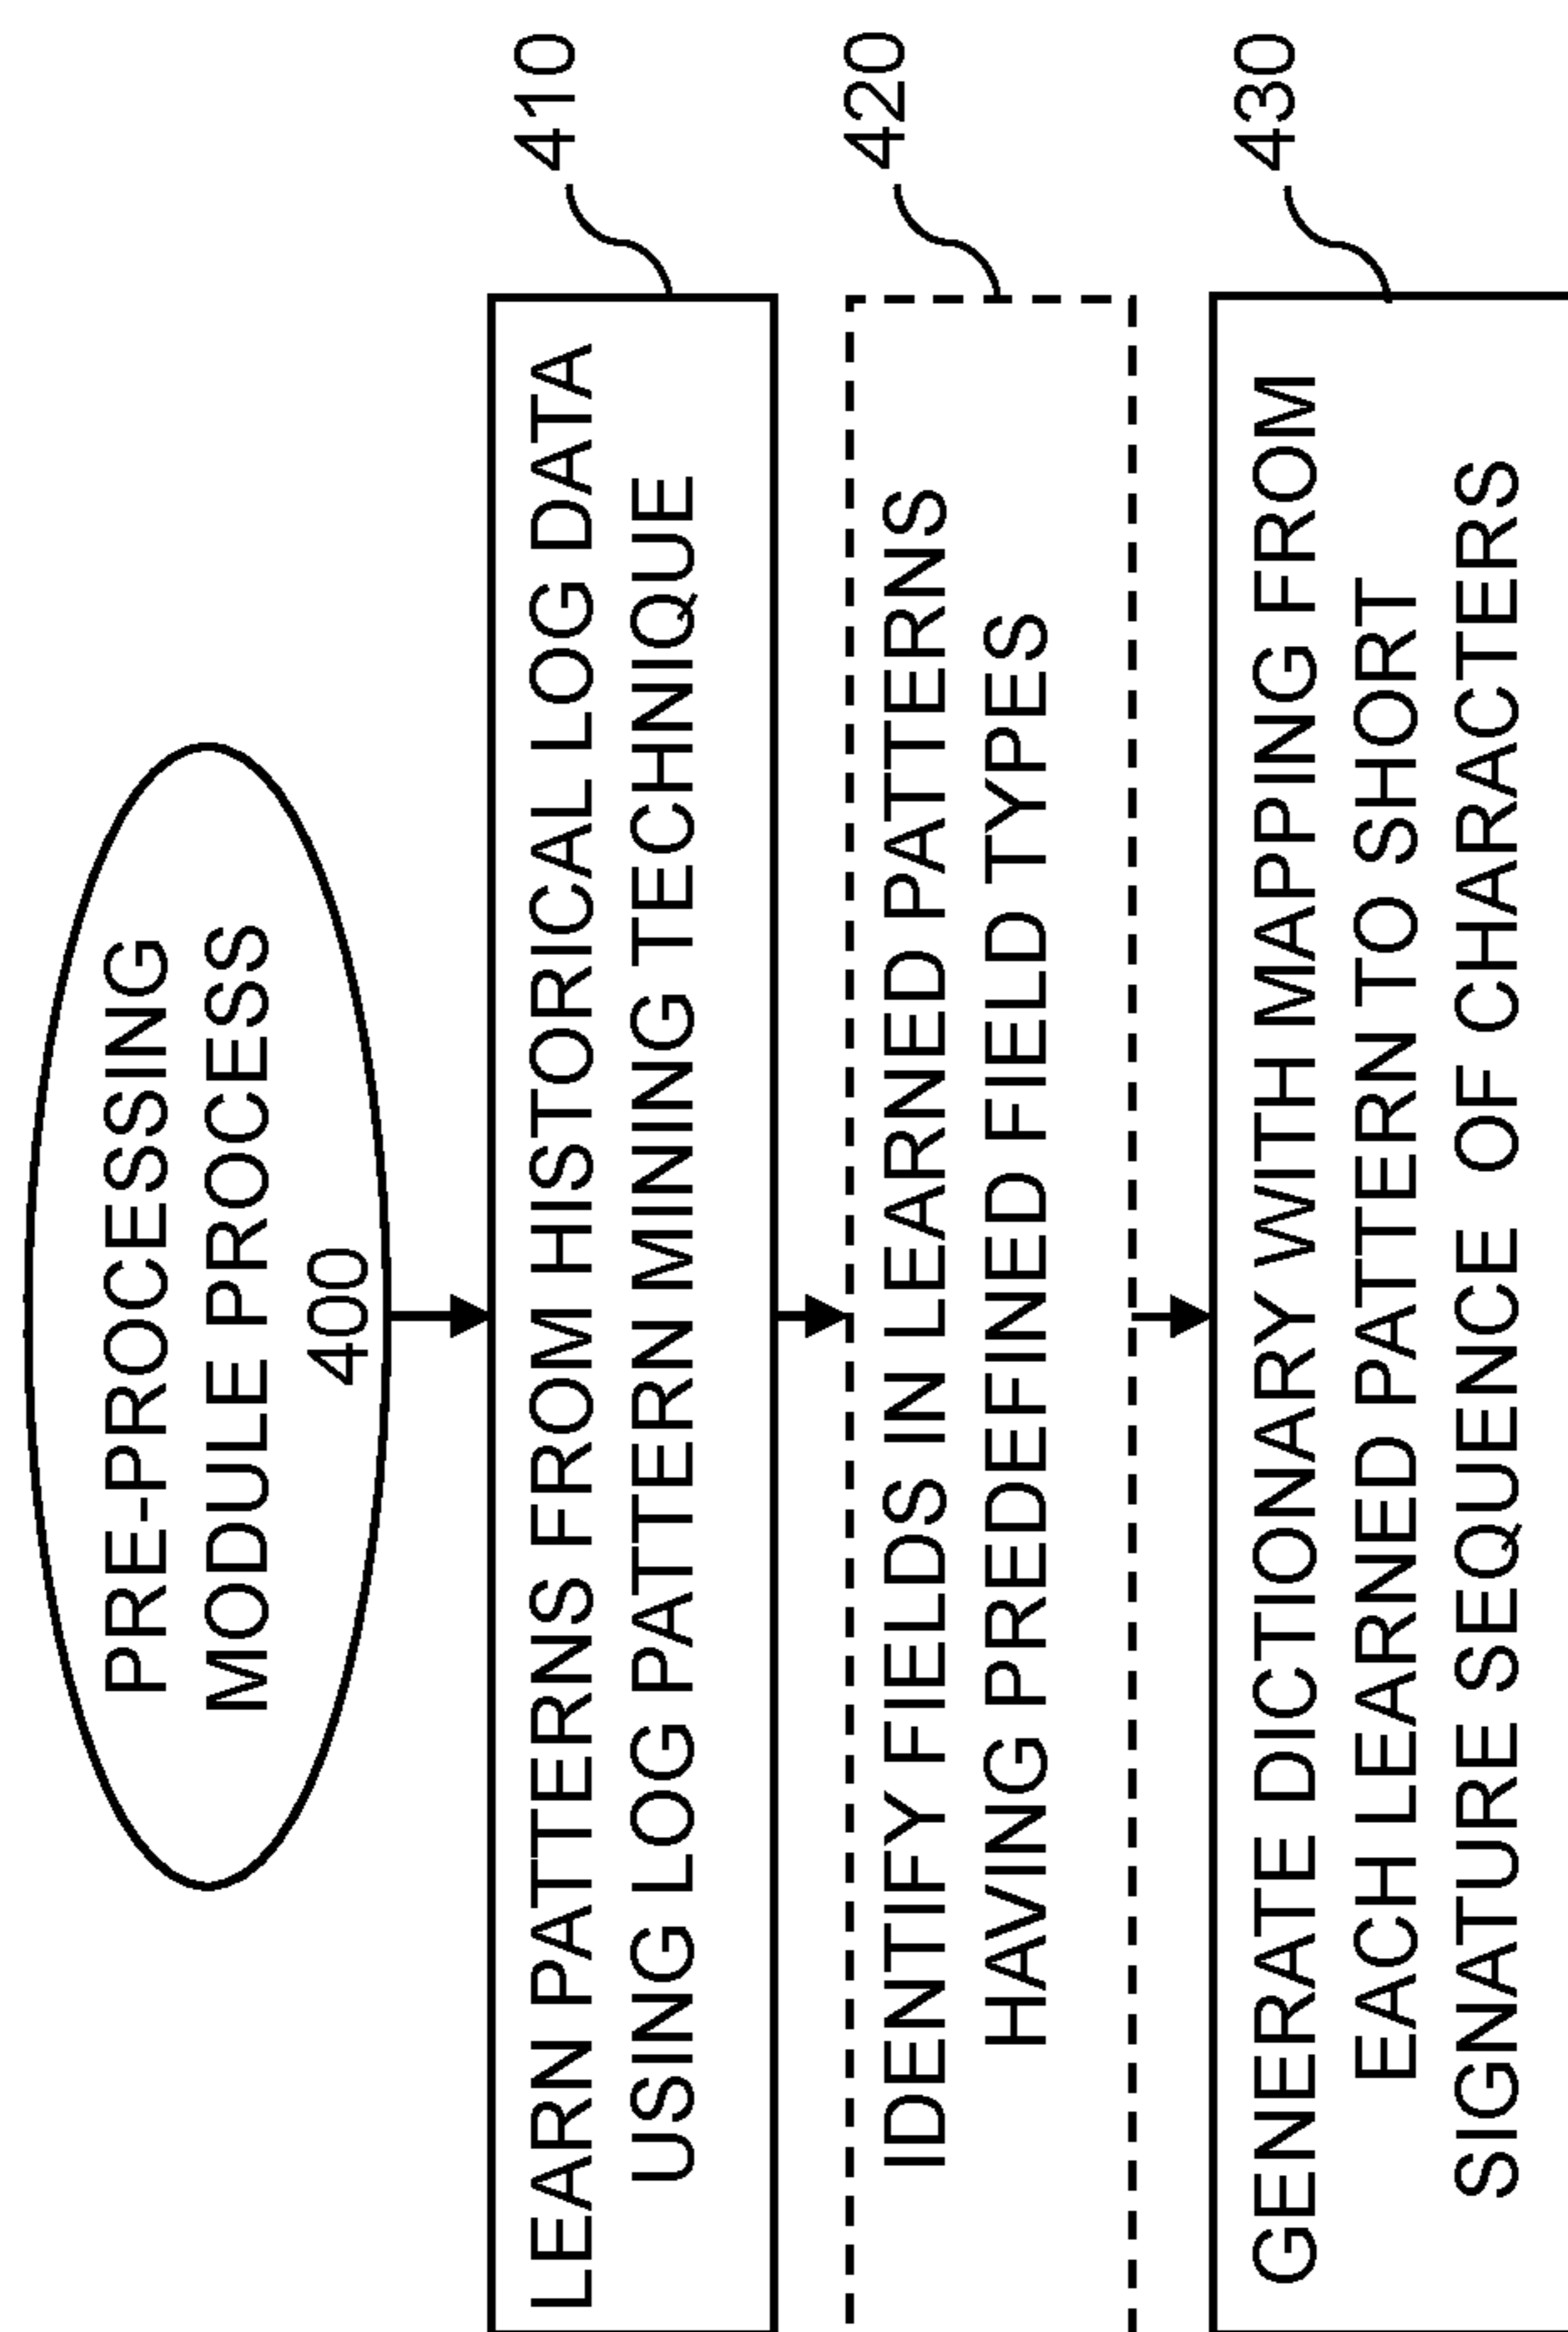 PRE-PROCESSING
MODULE PROCESS
400
LEARN PATTERNS FROM HISTORICAL LOG DATA
USING LOG PATTERN MINING TECHNIQUE
410
IDENTIFY FIELDS IN LEARNED PATTERNS
HAVING PREDEFINED FIELD TYPES
420
GENERATE DICTIONARY WITH MAPPING FROM
EACH LEARNED PATTERN TO SHORT
SIGNATURE SEQUENCE OF CHARACTERS
430